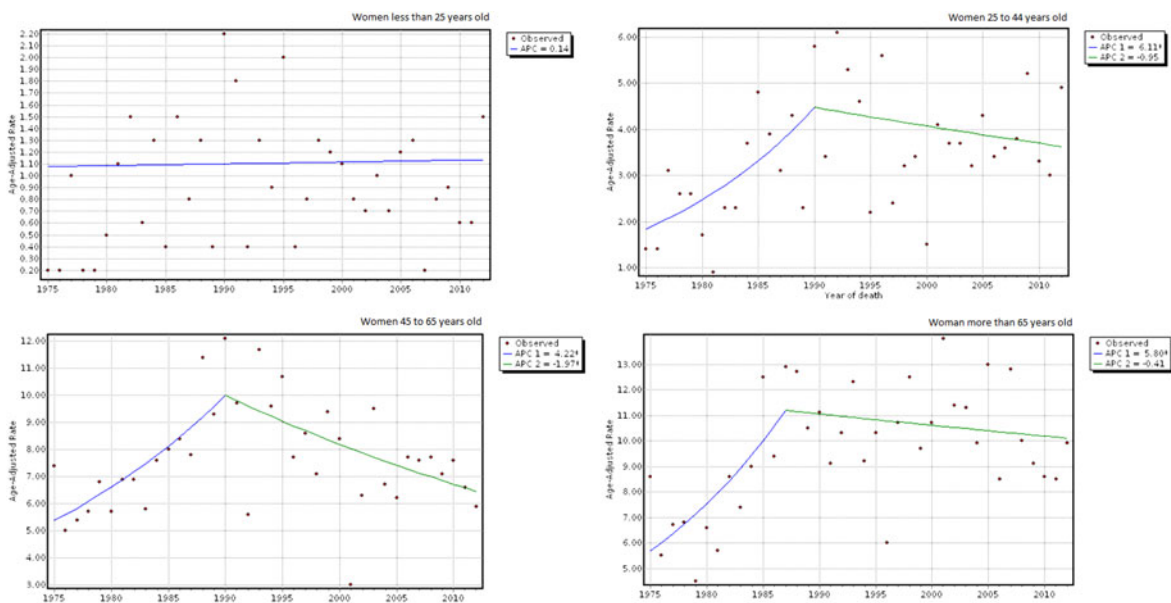 Women less than 25 years old
2.20
2.10
2.00
1.90
1.80
1.70
1.60
1.50
1.40
1.30
1.20
1.10
1.00
0.90
0.80
0.70
0.60
0.50
0.40
0.30
0.20
Age-Adjusted Rate
1975 1980 1985 1990 1995 2000 2005 2010
Observed
APC = 0.14
Women 25 to 44 years old
6.00
5.00
4.00
3.00
2.00
1.00
Age-Adjusted Rate
1975 1980 1985 1990 1995 2000 2005 2010
Year of death
Observed
APC 1 = 6.11*
APC 2 = -0.95
Women 45 to 65 years old
12.00
11.00
10.00
9.00
8.00
7.00
6.00
5.00
4.00
3.00
Age-Adjusted Rate
1975 1980 1985 1990 1995 2000 2005 2010
Observed
APC 1 = 4.22*
APC 2 = -1.97*
Woman more than 65 years old
13.00
12.00
11.00
10.00
9.00
8.00
7.00
6.00
5.00
Age-Adjusted Rate
1975 1980 1985 1990 1995 2000 2005 2010
Observed
APC 1 = 5.80*
APC 2 = -0.41